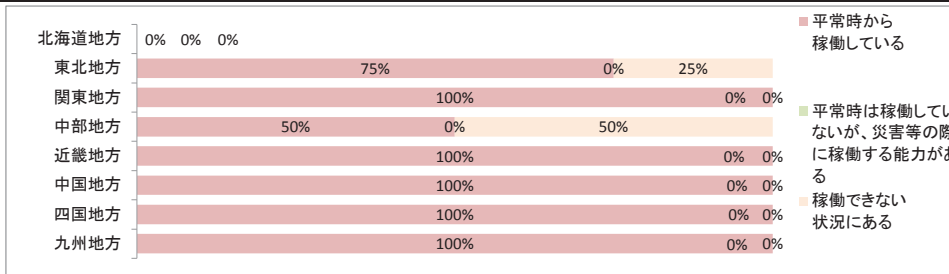 北海道地方 0% 0% 0%
東北地方 75% 0% 25%
関東地方 100% 0% 0%
中部地方 50% 0% 50%
近畿地方 100% 0% 0%
中国地方 100% 0% 0%
四国地方 100% 0% 0%
九州地方 100% 0% 0%
平常時から
稼働している
平常時は稼働してい
ないが、災害等の際
に稼働する能力があ
る
稼働できない
状況にある